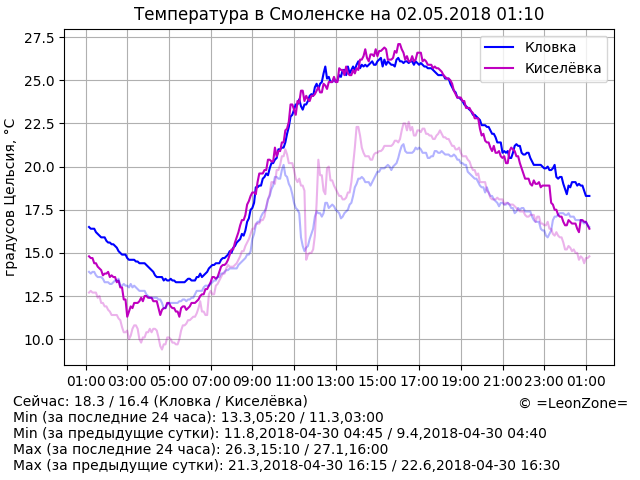 Температура в Смоленске на 02.05.2018 01:10
градусов Цельсия, °C
27.5
25.0
22.5
20.0
17.5
15.0
12.5
10.0
Кловка
Киселёвка
01:00 03:00 05:00 07:00 09:00 11:00 13:00 15:00 17:00 19:00 21:00 23:00 01:00
Сейчас: 18.3 / 16.4 (Кловка / Киселёвка)
© =LeonZone=
Min (за последние 24 часа): 13.3,05:20 / 11.3,03:00
Min (за предыдущие сутки): 11.8,2018-04-30 04:45 / 9.4,2018-04-30 04:40
Max (за последние 24 часа): 26.3,15:10 / 27.1,16:00
Max (за предыдущие сутки): 21.3,2018-04-30 16:15 / 22.6,2018-04-30 16:30